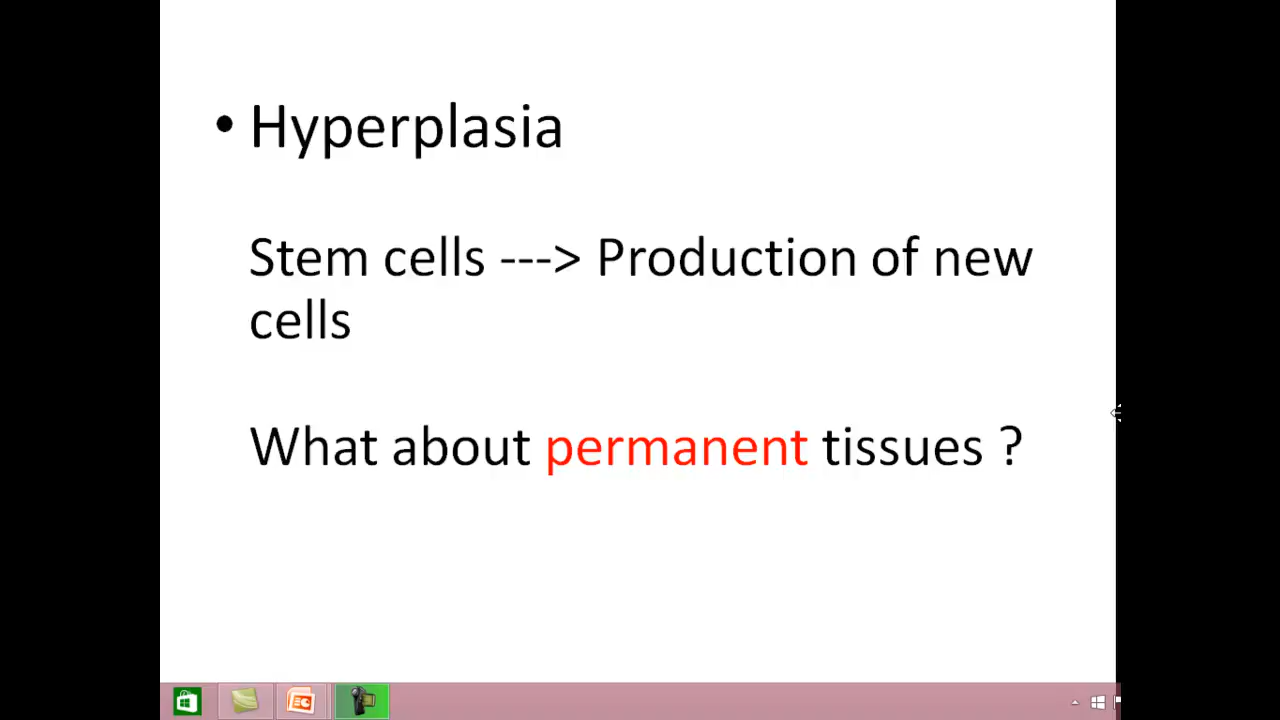 • Hyperplasia
Stem cells ---> Production of new
cells
What about permanent tissues ?